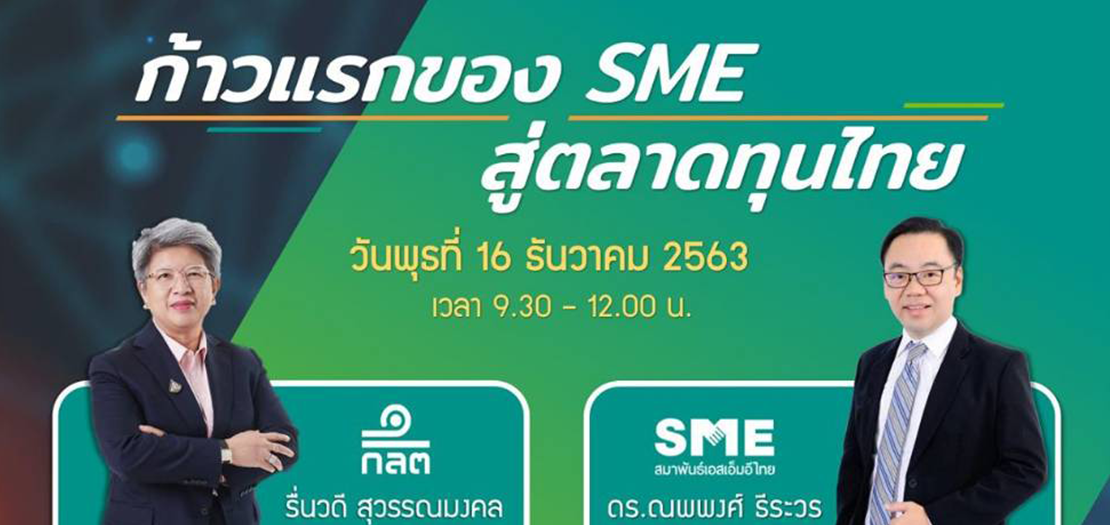 ก้าวแรกของ SME
สู่ตลาดทุนไทย
วันพุธที่ 16 ธันวาคม 2563
เวลา 9.30 - 12.00 น.
กลต
รื่นวดี สุวรรณมงคล
SME
สมาพันธ์เอสเอ็มอีไทย
ดร.ณพพงศ์ ธีระวร